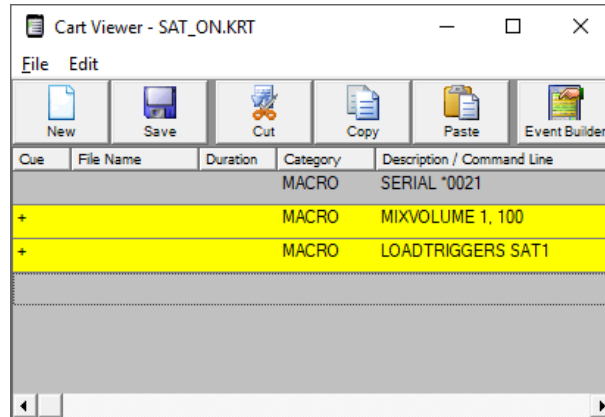 Cart Viewer - SAT_ON.KRT
File Edit
New Save Cut Copy Paste Event Builder
Cue File Name Duration Category Description / Command Line
MACRO SERIAL *0021
+ MACRO MIXVOLUME 1, 100
+ MACRO LOADTRIGGERS SAT1